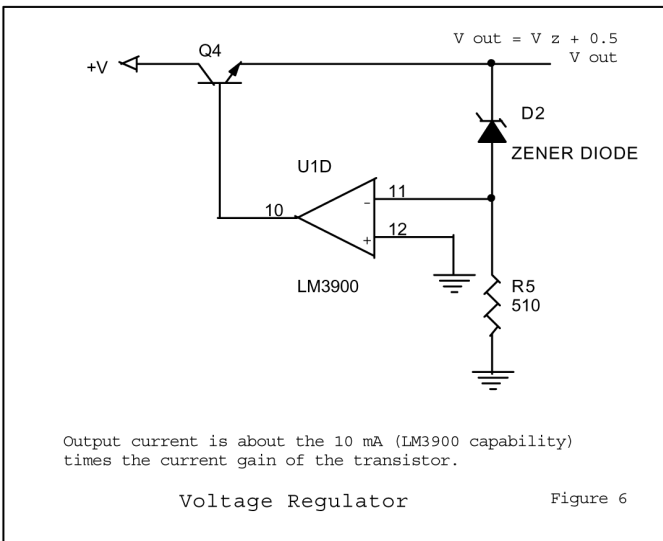 V out = V z + 0.5
V out
Q4
+V
D2
ZENER DIODE
U1D
11
10
-
12
+
LM3900
R5
510
Output current is about the 10 mA (LM3900 capability)
times the current gain of the transistor.
Voltage Regulator
Figure 6